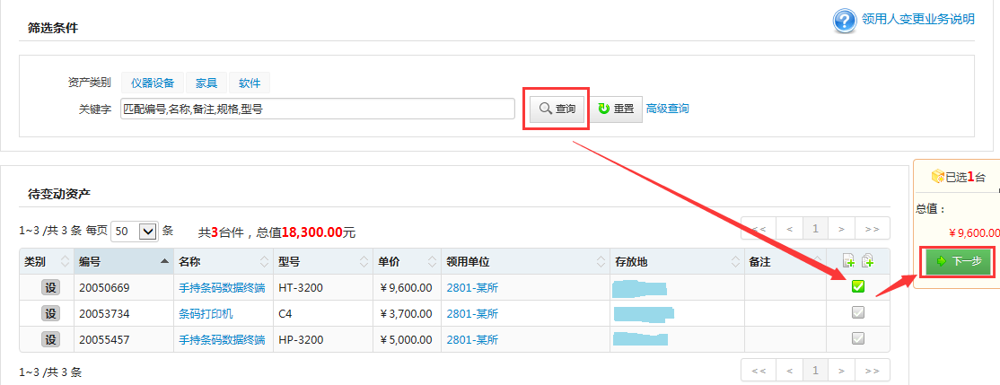 领用人变更业务说明
筛选条件
资产类别 仪器设备 家具 软件
关键字 匹配编号,名称,备注,规格,型号 查询 重置 高级查询
待变动资产
已选1台
总值：
￥9,600.00
下一步
1~3 /共 3 条 每页 50 条 共3台件，总值18,300.00元 << < 1 > >>
类别 编号 名称 型号 单价 领用单位 存放地 备注
设 20050669 手持条码数据终端 HT-3200 ￥9,600.00 2801-某所
设 20053734 条码打印机 C4 ￥3,700.00 2801-某所
设 20055457 手持条码数据终端 HP-3200 ￥5,000.00 2801-某所
1~3 /共 3 条 << < 1 > >>